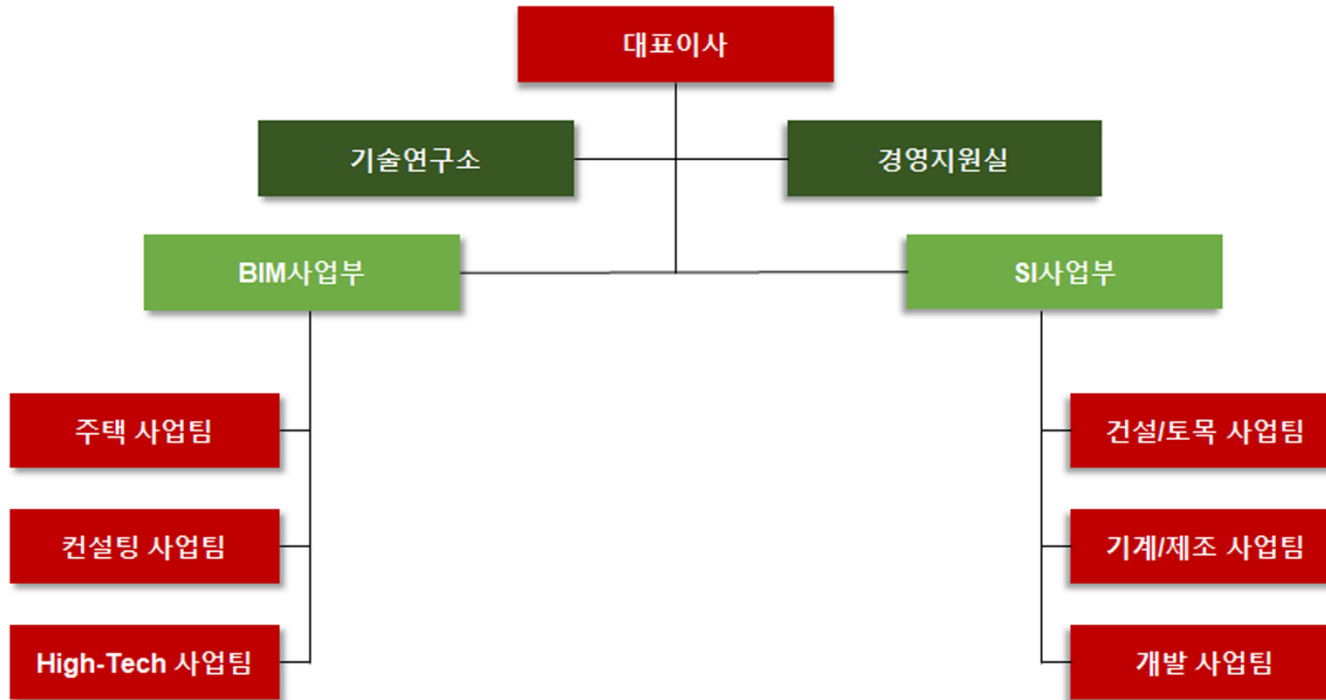 대표이사
기술연구소
경영지원실
BIM사업부
SI사업부
주택 사업팀
건설/토목 사업팀
컨설팅 사업팀
기계/제조 사업팀
High-Tech 사업팀
개발 사업팀